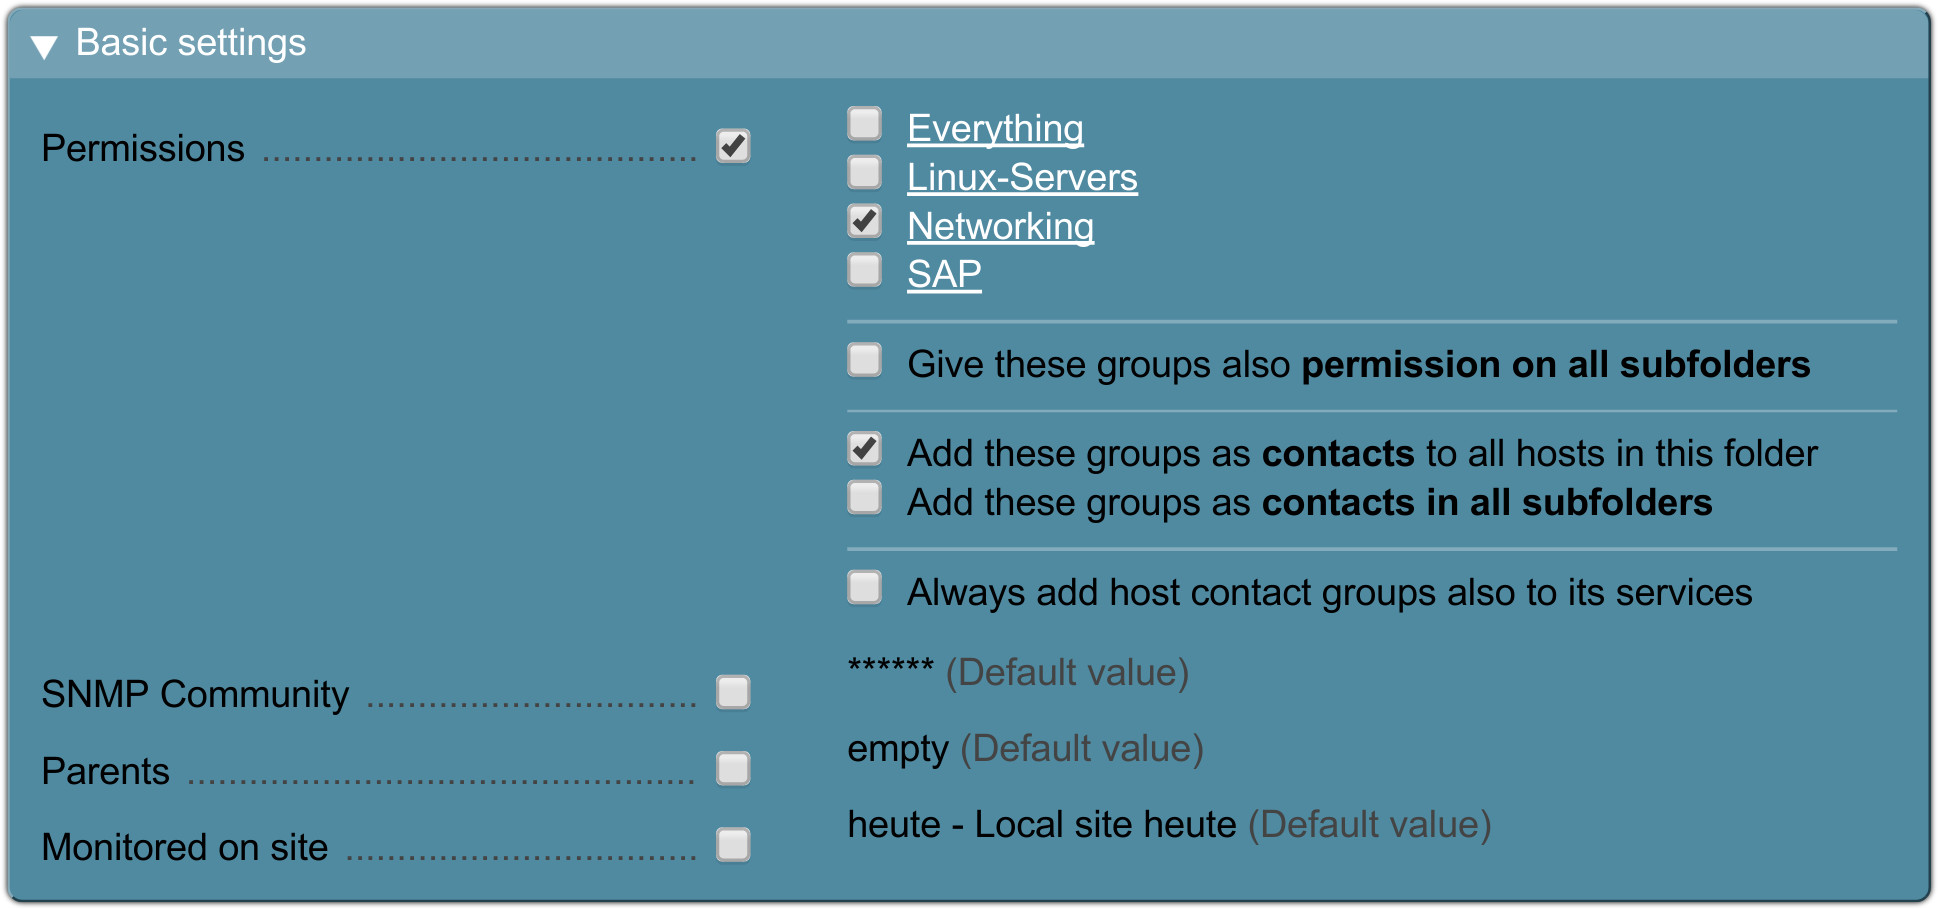 Basic settings
Permissions
Everything
Linux-Servers
Networking
SAP
Give these groups also permission on all subfolders
Add these groups as contacts to all hosts in this folder
Add these groups as contacts in all subfolders
Always add host contact groups also to its services
SNMP Community
****** (Default value)
Parents
empty (Default value)
Monitored on site
heute - Local site heute (Default value)